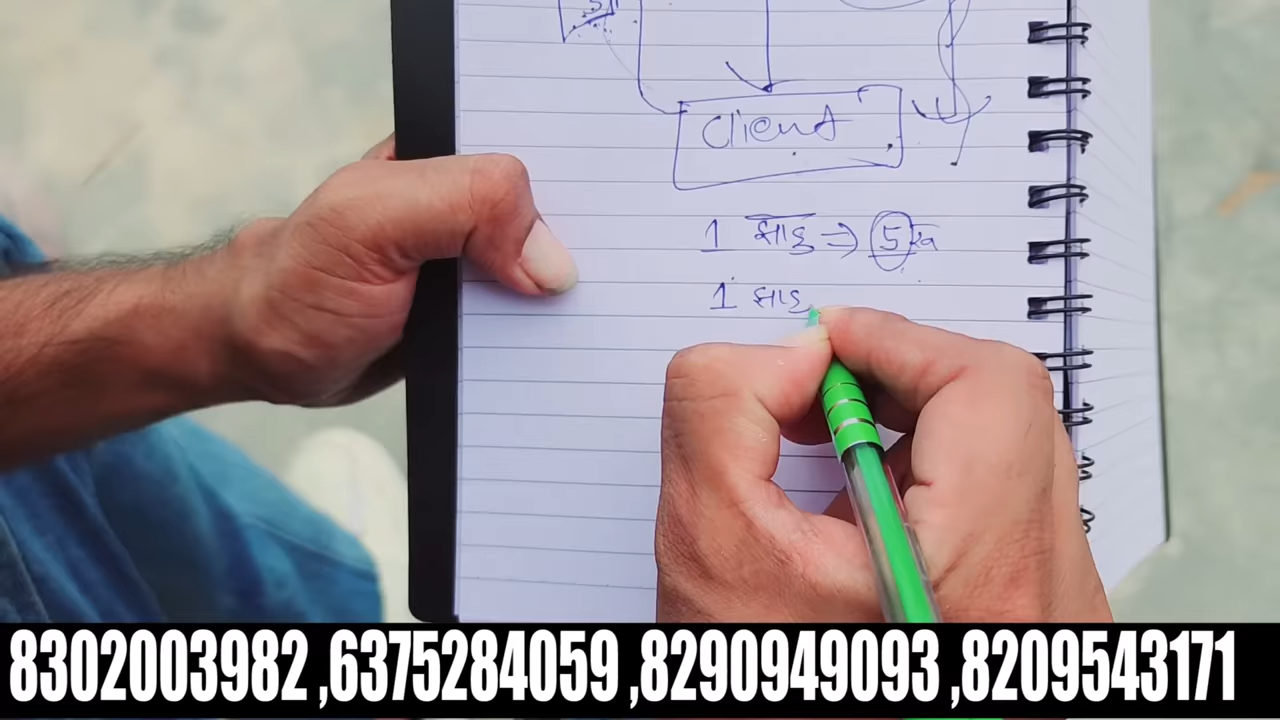 Client
1 झाड़ू ⇒ 5 रु
1 झाड़ू
8302003982 ,6375284059 ,8290949093 ,8209543171